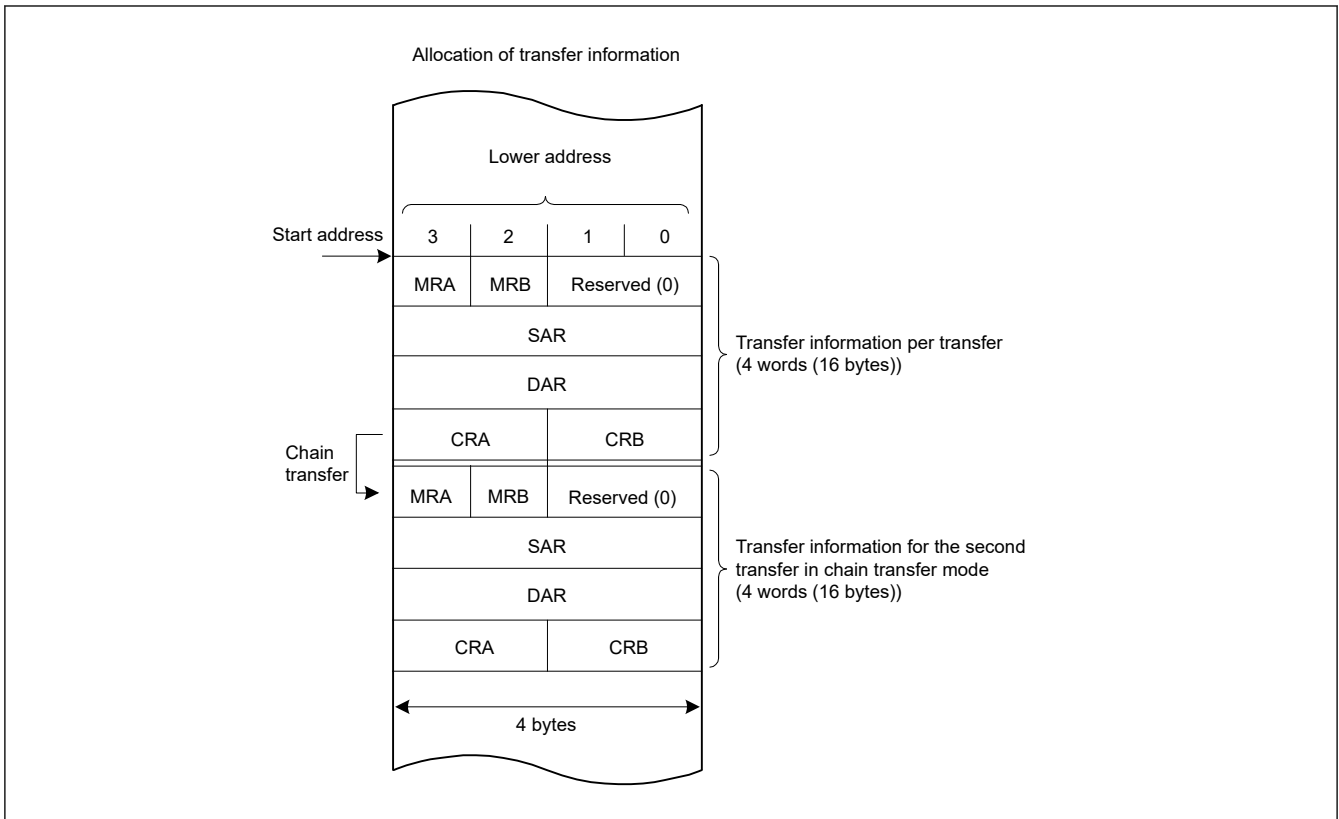 Allocation of transfer information
Lower address
Start address
3 2 1 0
MRA MRB Reserved (0)
SAR
DAR
CRA CRB
Transfer information per transfer
(4 words (16 bytes))
Chain
transfer
MRA MRB Reserved (0)
SAR
DAR
CRA CRB
Transfer information for the second
transfer in chain transfer mode
(4 words (16 bytes))
4 bytes